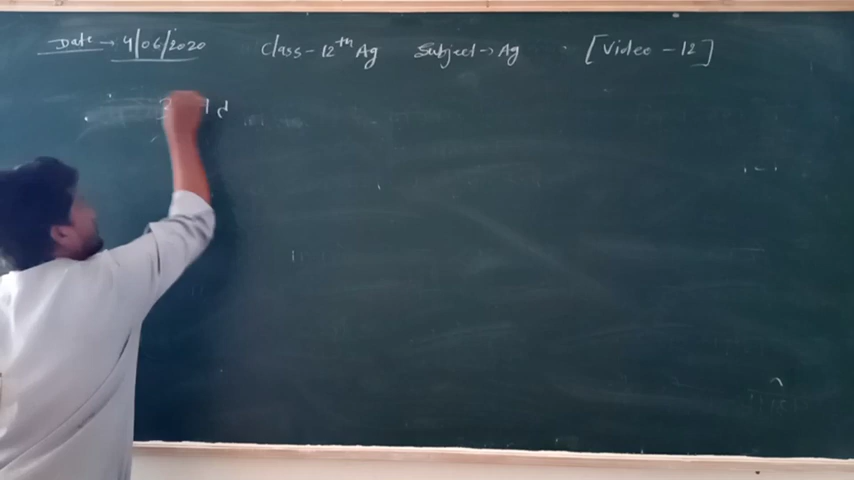 Date → 4/06/2020 Class - 12th Ag Subject → Ag [Video - 12]